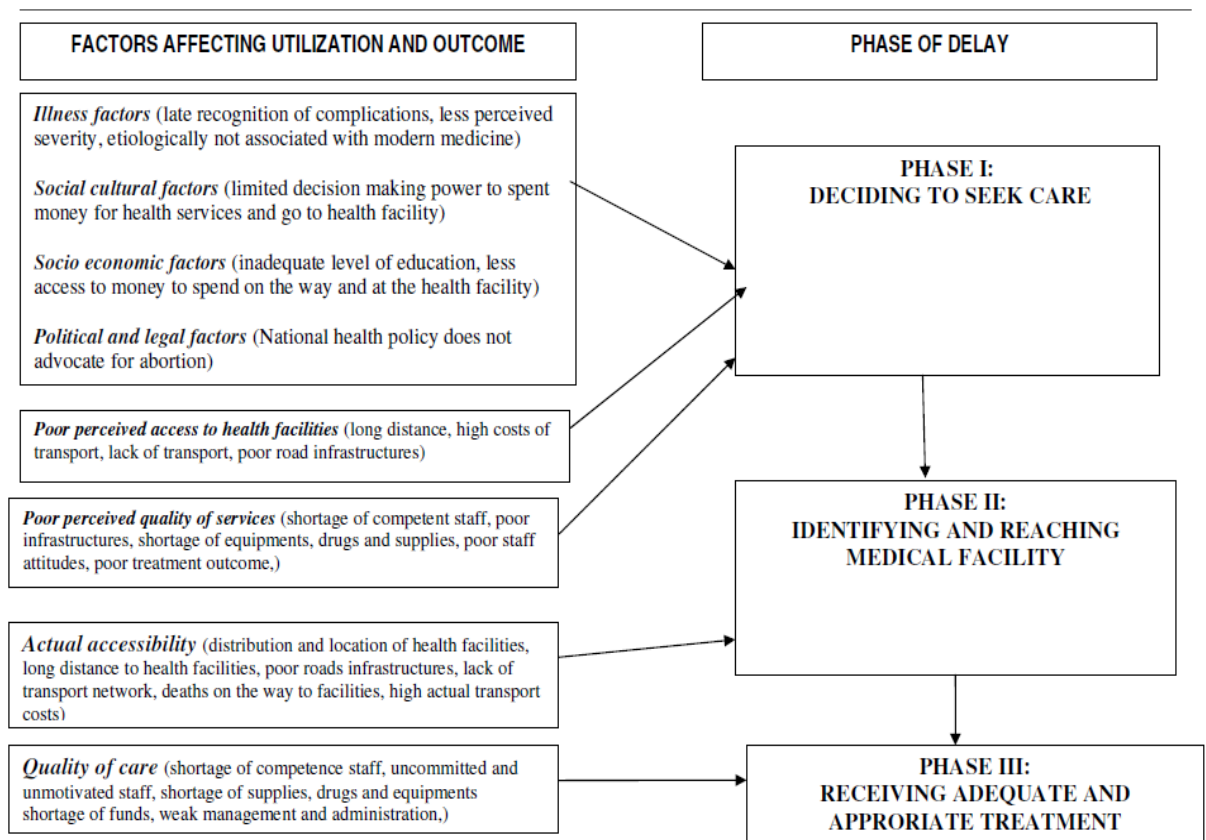 FACTORS AFFECTING UTILIZATION AND OUTCOME
Illness factors (late recognition of complications, less perceived
severity, etiologically not associated with modern medicine)
Social cultural factors (limited decision making power to spent
money for health services and go to health facility)
Socio economic factors (inadequate level of education, less
access to money to spend on the way and at the health facility)
Political and legal factors (National health policy does not
advocate for abortion)
Poor perceived access to health facilities (long distance, high costs of
transport, lack of transport, poor road infrastructures)
Poor perceived quality of services (shortage of competent staff, poor
infrastructures, shortage of equipments, drugs and supplies, poor staff
attitudes, poor treatment outcome,)
Actual accessibility (distribution and location of health facilities,
long distance to health facilities, poor roads infrastructures, lack of
transport network, deaths on the way to facilities, high actual transport
costs)
Quality of care (shortage of competence staff, uncommitted and
unmotivated staff, shortage of supplies, drugs and equipments
shortage of funds, weak management and administration,)
PHASE OF DELAY
PHASE I:
DECIDING TO SEEK CARE
PHASE II:
IDENTIFYING AND REACHING
MEDICAL FACILITY
PHASE III:
RECEIVING ADEQUATE AND
APPRORIATE TREATMENT